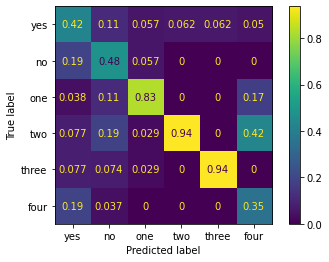 yes 0.42 0.11 0.057 0.062 0.062 0.05
no 0.19 0.48 0.057 0 0 0
one 0.038 0.11 0.83 0 0 0.17
two 0.077 0.19 0.029 0.94 0 0.42
three 0.077 0.074 0.029 0 0.94 0
four 0.19 0.037 0 0 0 0.35
yes no one two three four
Predicted label
True label
0.8
0.6
0.4
0.2
0.0